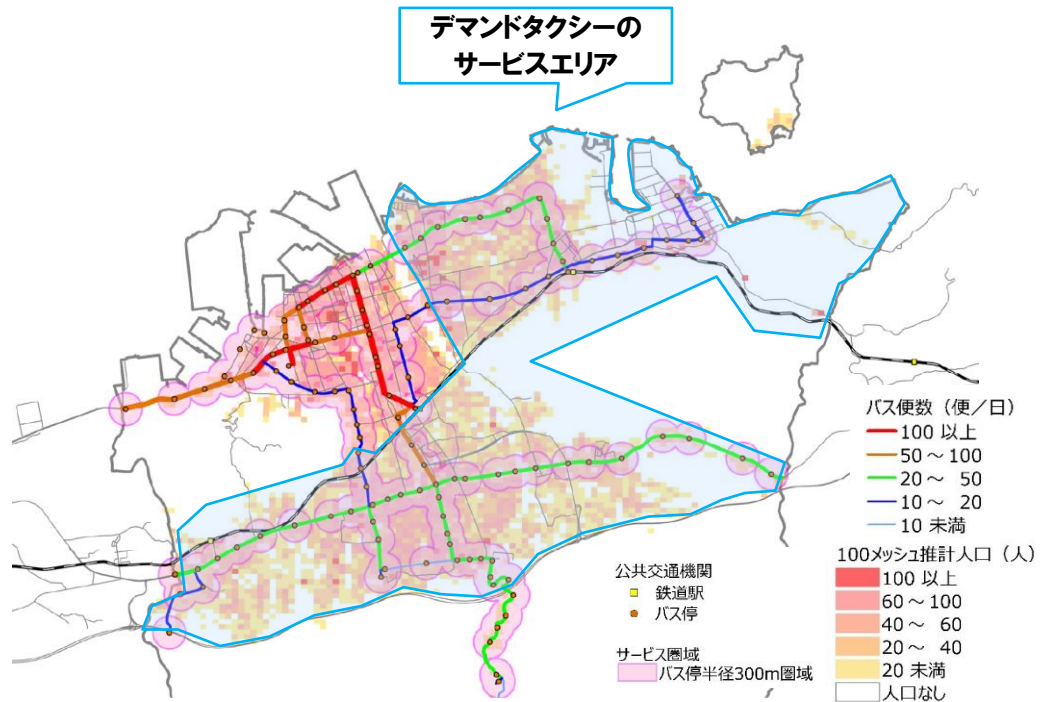 デマンドタクシーの
サービスエリア
バス便数（便／日）
100 以上
50 ～ 100
20 ～ 50
10 ～ 20
10 未満
100メッシュ推計人口（人）
100 以上
60 ～ 100
40 ～ 60
20 ～ 40
20 未満
人口なし
公共交通機関
鉄道駅
バス停
サービス圏域
バス停半径300m圏域